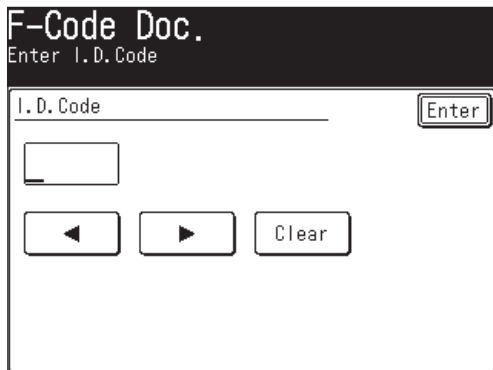 F-Code Doc.
Enter I.D.Code
I.D.Code
Enter
◀ ▶ Clear